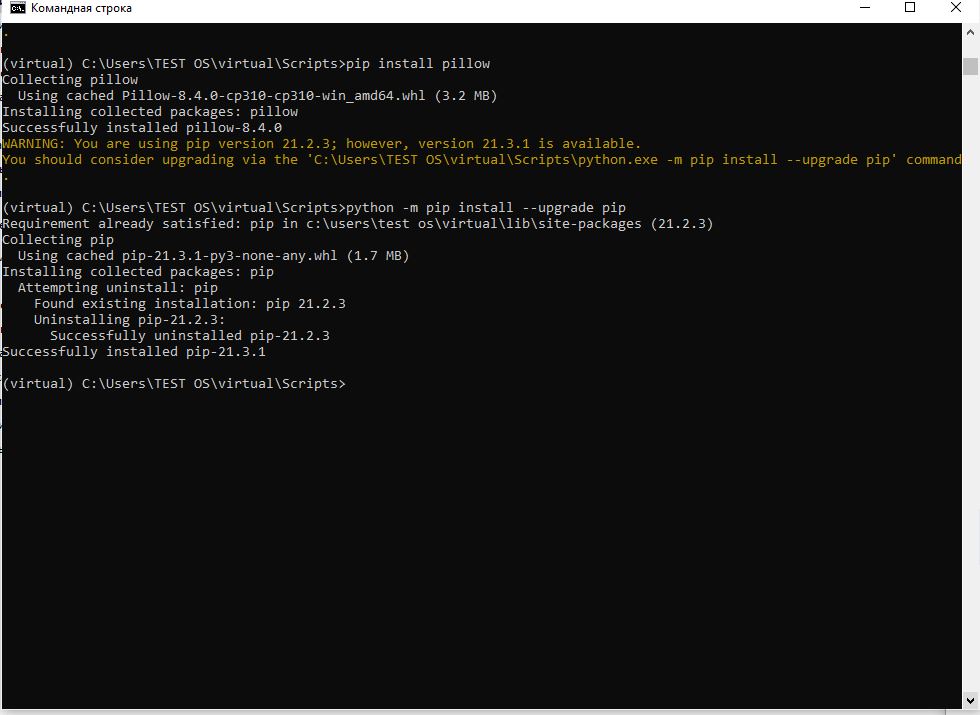 Командная строка
.
(virtual) C:\Users\TEST OS\virtual\Scripts>pip install pillow
Collecting pillow
  Using cached Pillow-8.4.0-cp310-cp310-win_amd64.whl (3.2 MB)
Installing collected packages: pillow
Successfully installed pillow-8.4.0
WARNING: You are using pip version 21.2.3; however, version 21.3.1 is available.
You should consider upgrading via the 'C:\Users\TEST OS\virtual\Scripts\python.exe -m pip install --upgrade pip' command
.
(virtual) C:\Users\TEST OS\virtual\Scripts>python -m pip install --upgrade pip
Requirement already satisfied: pip in c:\users\test os\virtual\lib\site-packages (21.2.3)
Collecting pip
  Using cached pip-21.3.1-py3-none-any.whl (1.7 MB)
Installing collected packages: pip
  Attempting uninstall: pip
    Found existing installation: pip 21.2.3
    Uninstalling pip-21.2.3:
      Successfully uninstalled pip-21.2.3
Successfully installed pip-21.3.1
(virtual) C:\Users\TEST OS\virtual\Scripts>